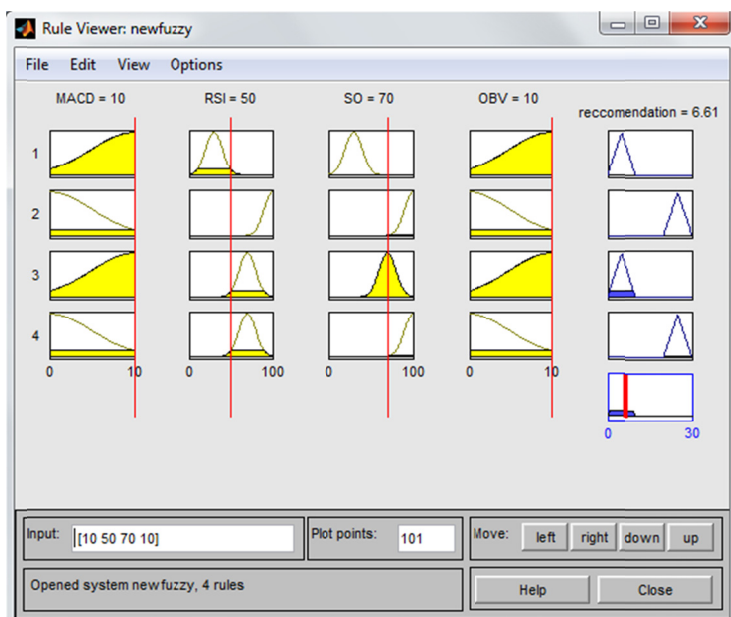 Rule Viewer: newfuzzy
File Edit View Options
MACD = 10 RSI = 50 SO = 70 OBV = 10 reccomendation = 6.61
1
2
3
4
0 10 0 100 0 100 0 10
0 30
Input: [10 50 70 10] Plot points: 101 Move: left right down up
Opened system newfuzzy, 4 rules Help Close